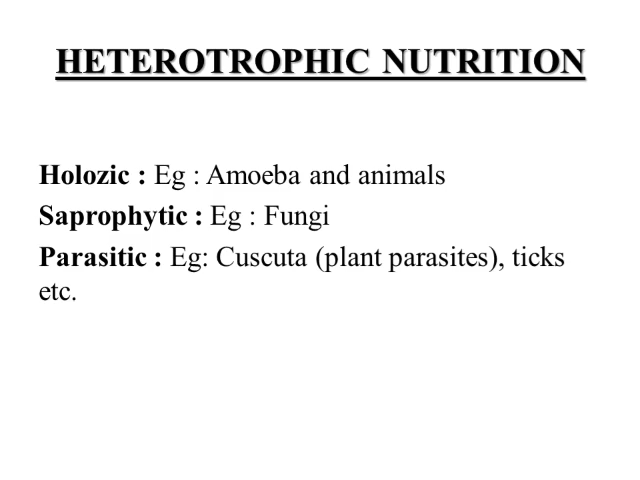 HETEROTROPHIC NUTRITION
Holozic : Eg : Amoeba and animals
Saprophytic : Eg : Fungi
Parasitic : Eg: Cuscuta (plant parasites), ticks
etc.